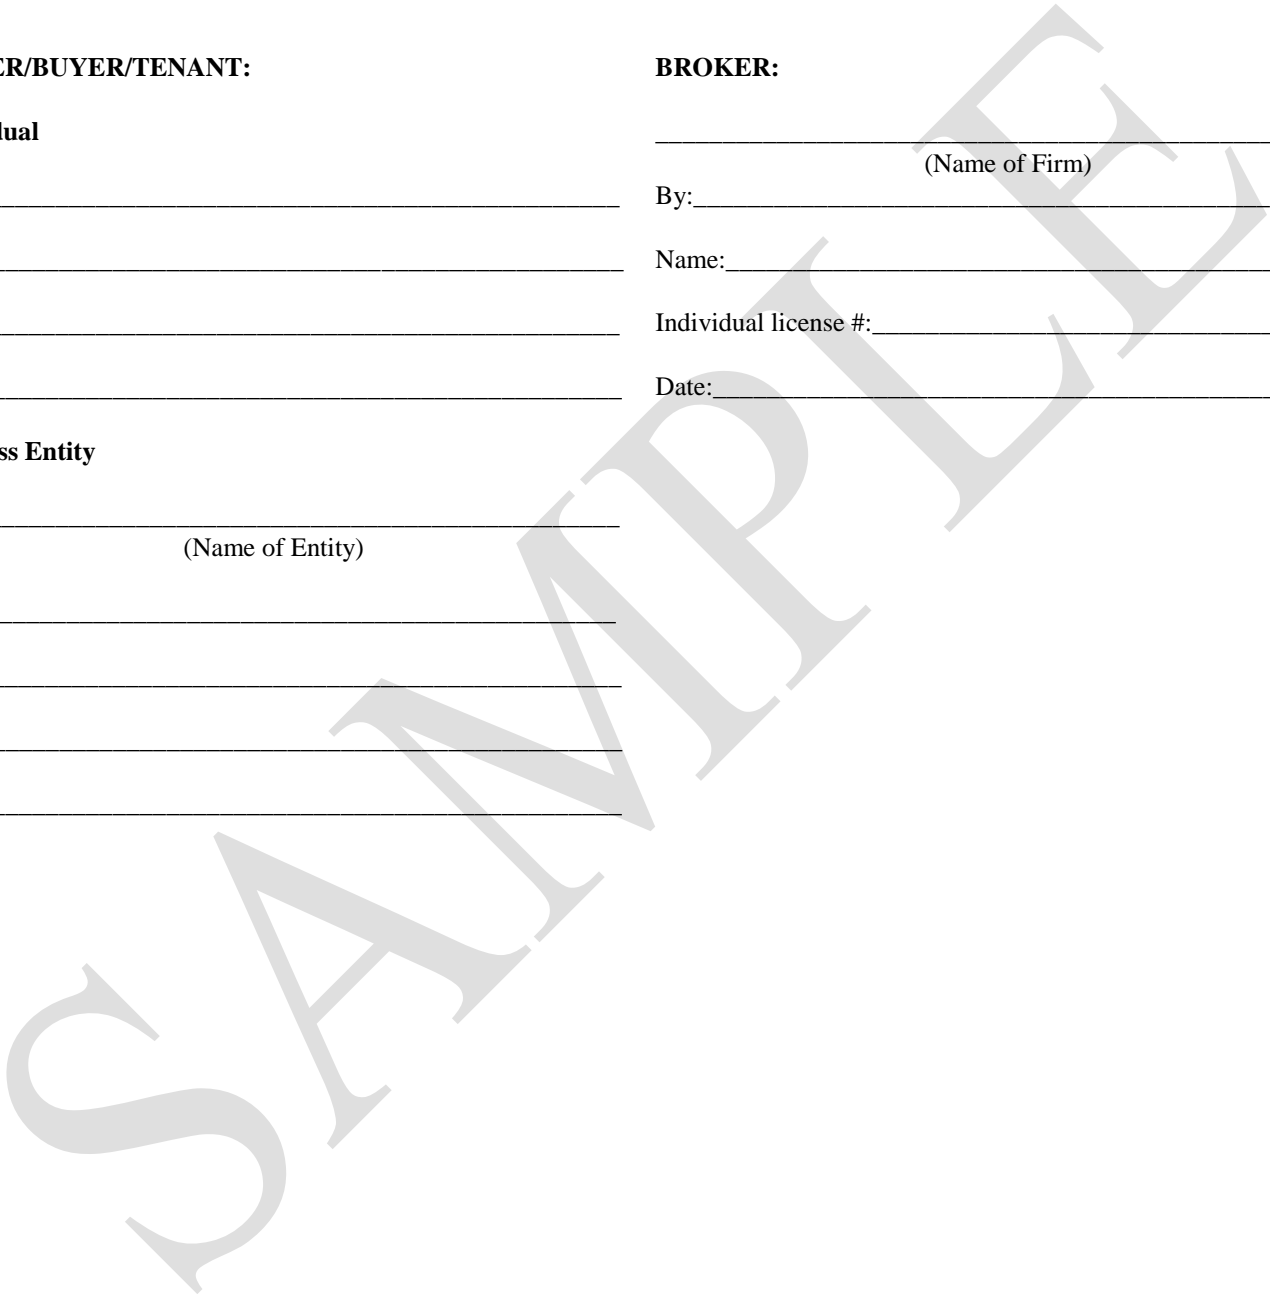 ER/BUYER/TENANT:
dual
ss Entity
(Name of Entity)
BROKER:
(Name of Firm)
By:
Name:
Individual license #:
Date:
SAMPLE